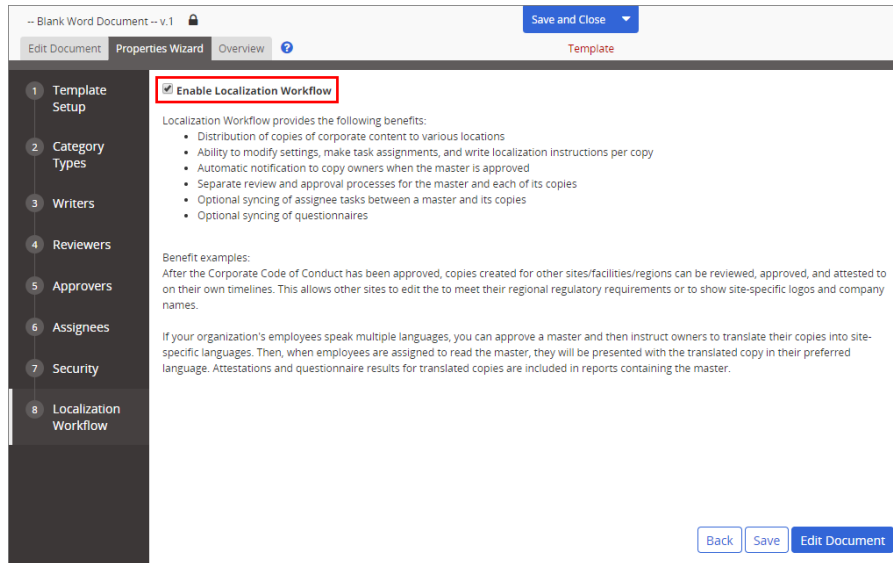 -- Blank Word Document -- v.1
Save and Close
Edit Document
Properties Wizard
Overview
?
Template
1 Template
Setup
2 Category
Types
3 Writers
4 Reviewers
5 Approvers
6 Assignees
7 Security
8 Localization
Workflow
Enable Localization Workflow
Localization Workflow provides the following benefits:
• Distribution of copies of corporate content to various locations
• Ability to modify settings, make task assignments, and write localization instructions per copy
• Automatic notification to copy owners when the master is approved
• Separate review and approval processes for the master and each of its copies
• Optional syncing of assignee tasks between a master and its copies
• Optional syncing of questionnaires
Benefit examples:
After the Corporate Code of Conduct has been approved, copies created for other sites/facilities/regions can be reviewed, approved, and attested to
on their own timelines. This allows other sites to edit the to meet their regional regulatory requirements or to show site-specific logos and company
names.
If your organization's employees speak multiple languages, you can approve a master and then instruct owners to translate their copies into site-
specific languages. Then, when employees are assigned to read the master, they will be presented with the translated copy in their preferred
language. Attestations and questionnaire results for translated copies are included in reports containing the master.
Back
Save
Edit Document